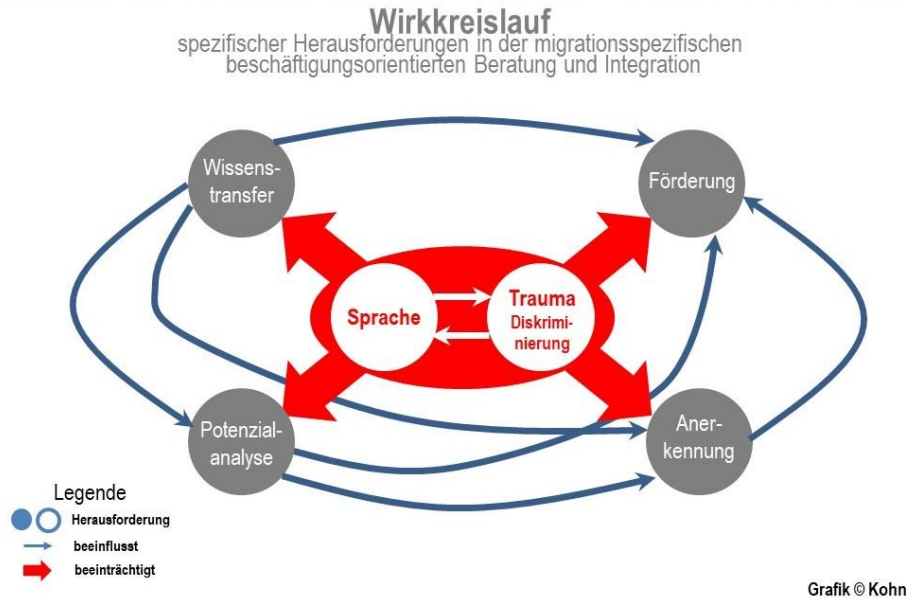 Wirkkreislauf
spezifischer Herausforderungen in der migrationsspezifischen
beschäftigungsorientierten Beratung und Integration
Wissens-
transfer
Förderung
Sprache
Trauma
Diskrimi-
nierung
Potenzial-
analyse
Aner-
kennung
Legende
Herausforderung
beeinflusst
beeinträchtigt
Grafik © Kohn